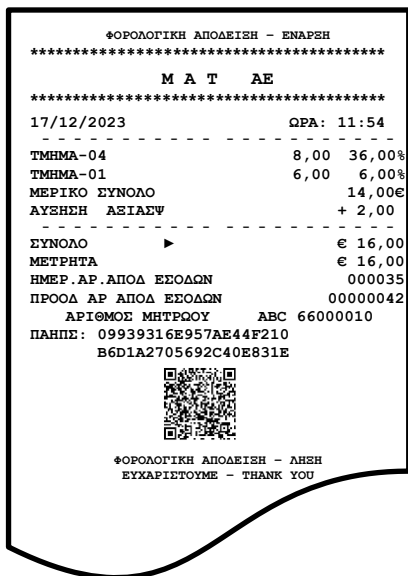 ΦΟΡΟΛΟΓΙΚΗ ΑΠΟΔΕΙΞΗ – ΕΝΑΡΞΗ
******************************************
Μ Α Τ ΑΕ
******************************************
17/12/2023 ΩΡΑ: 11:54
- - - - - - - - - - - - - - - - - - - - - -
ΤΜΗΜΑ-04 8,00 36,00%
ΤΜΗΜΑ-01 6,00 6,00%
ΜΕΡΙΚΟ ΣΥΝΟΛΟ 14,00€
ΑΥΞΗΣΗ ΑΞΙΑΣΨ + 2,00
- - - - - - - - - - - - - - - - - - - - - -
ΣΥΝΟΛΟ ► € 16,00
ΜΕΤΡΗΤΑ € 16,00
ΗΜΕΡ.ΑΡ.ΑΠΟΔ ΕΣΟΔΩΝ 000035
ΠΡΟΟΔ ΑΡ ΑΠΟΔ ΕΣΟΔΩΝ 00000042
ΑΡΙΘΜΟΣ ΜΗΤΡΩΟΥ ABC 66000010
ΠΑΗΠΣ: 09939316E957AE44F210
B6D1A2705692C40E831E
ΦΟΡΟΛΟΓΙΚΗ ΑΠΟΔΕΙΞΗ – ΛΗΞΗ
ΕΥΧΑΡΙΣΤΟΥΜΕ – THANK YOU